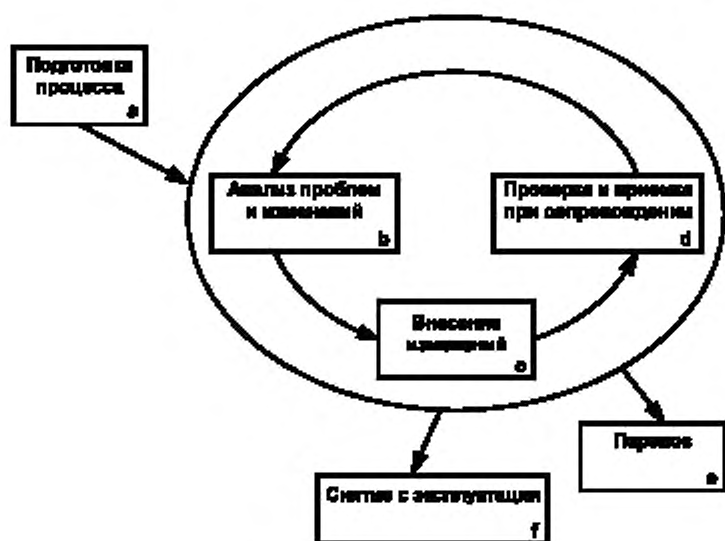 Подготовка
процесса
a
Анализ проблем
и изменений
b
Проверка и приемка
при сопровождении
d
Внесение
изменений
c
Перенос
e
Снятие с эксплуатации
f